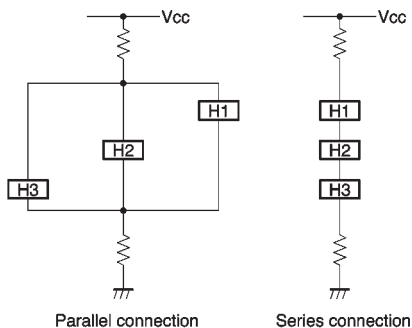 Vcc
Vcc
H1
H1
H2
H2
H3
H3
Parallel connection
Series connection